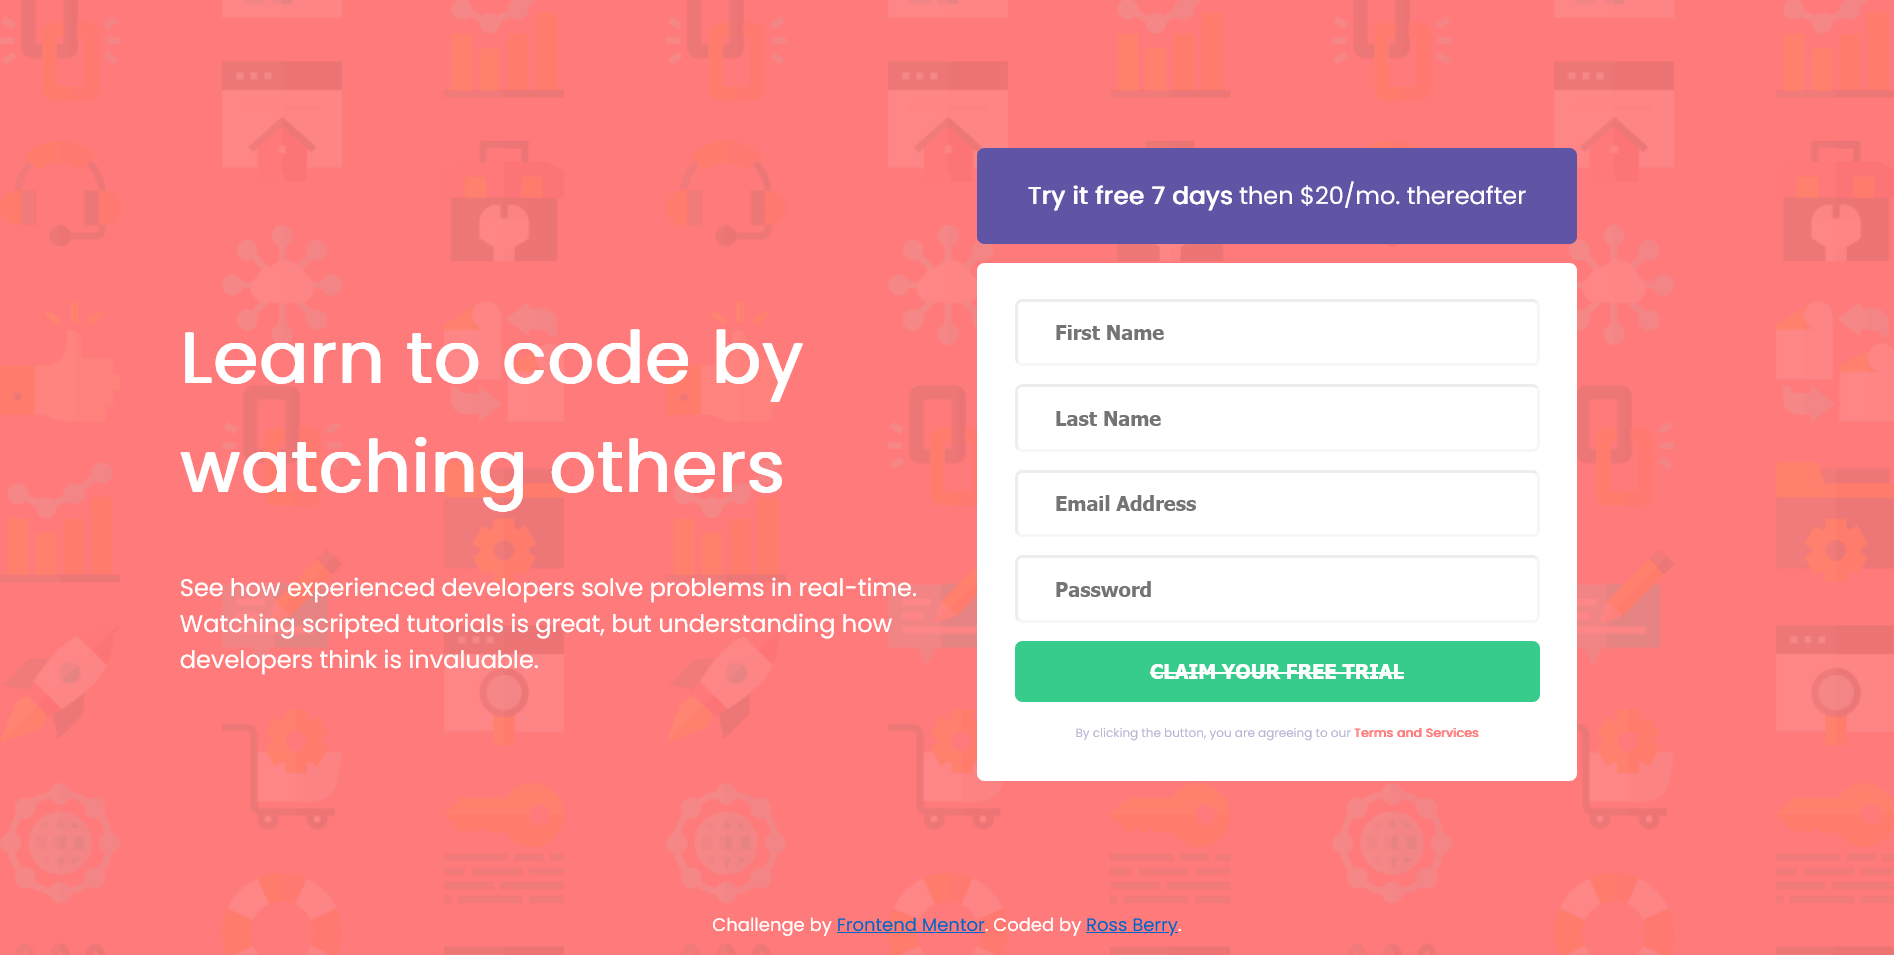 Learn to code by
watching others
See how experienced developers solve problems in real-time.
Watching scripted tutorials is great, but understanding how
developers think is invaluable.
Try it free 7 days then $20/mo. thereafter
First Name
Last Name
Email Address
Password
CLAIM YOUR FREE TRIAL
By clicking the button, you are agreeing to our Terms and Services
Challenge by Frontend Mentor. Coded by Ross Berry.